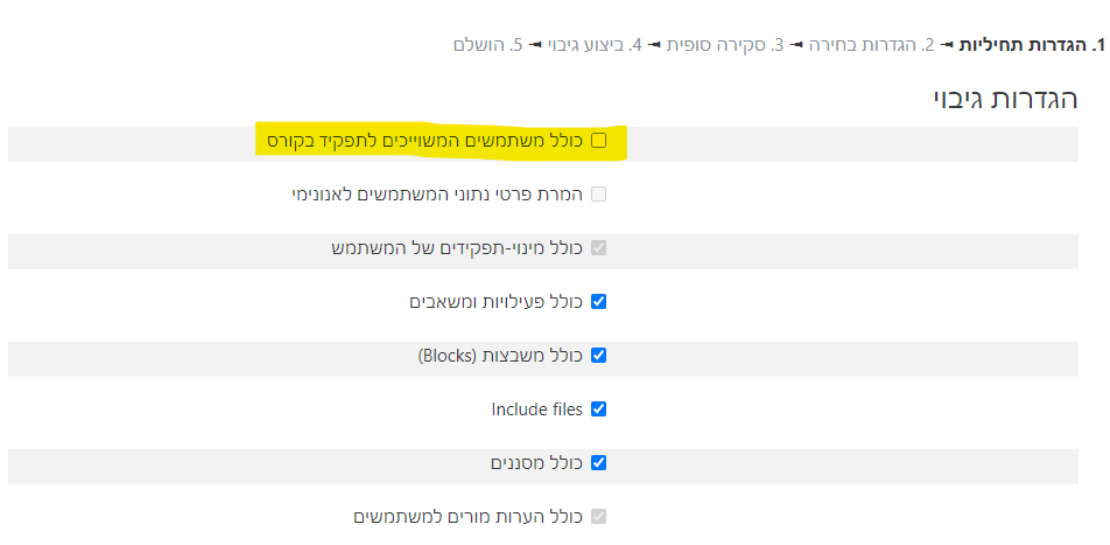 1. הגדרות תחיליות ◄ 2. הגדרות בחירה ◄ 3. סקירה סופית ◄ 4. ביצוע גיבוי ◄ 5. הושלם
הגדרות גיבוי
כולל משתמשים המשוייכים לתפקיד בקורס
המרת פרטי נתוני המשתמשים לאנונימי
כולל מינוי-תפקידים של המשתמש
כולל פעילויות ומשאבים
כולל משבצות (Blocks)
Include files
כולל מסננים
כולל הערות מורים למשתמשים